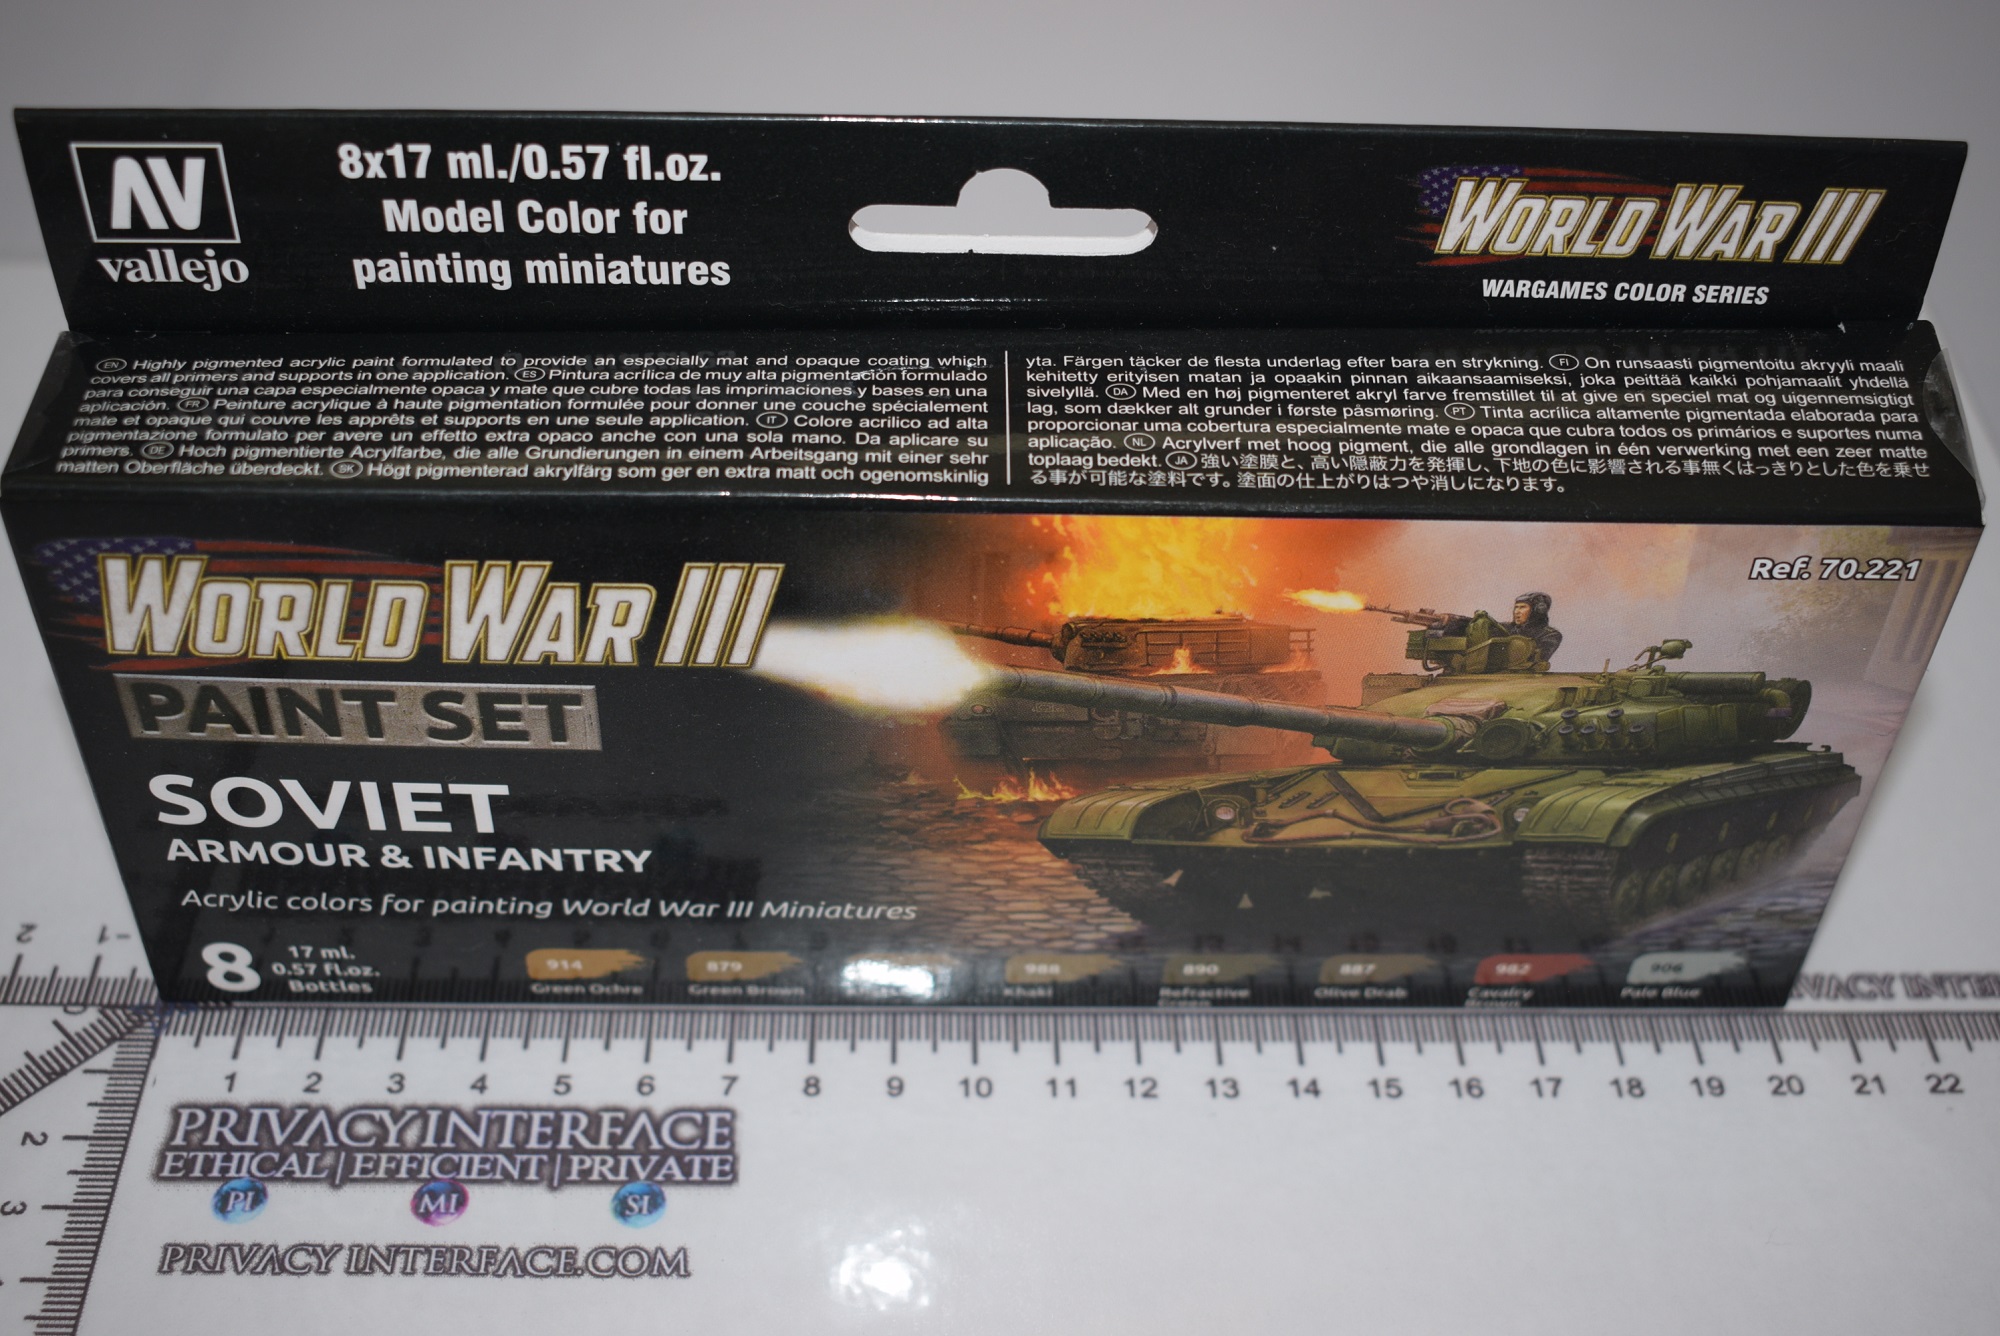 AV
vallejo
8x17 ml./0.57 fl.oz.
Model Color for
painting miniatures
WORLD WAR III
WARGAMES COLOR SERIES
EN Highly pigmented acrylic paint formulated to provide an especially mat and opaque coating which
covers all primers and supports in one application. ES Pintura acrílica de muy alta pigmentación formulado
para conseguir una capa especialmente opaca y mate que cubre todas las imprimaciones y bases en una
aplicación. FR Peinture acrylique à haute pigmentation formulée pour donner une couche spécialement
mate et opaque qui couvre les apprêts et supports en une seule application. IT Colore acrilico ad alta
pigmentazione formulato per avere un effetto extra opaco anche con una sola mano. Da aplicare su
primers. DE Hoch pigmentierte Acrylfarbe, die alle Grundierungen in einem Arbeitsgang mit einer sehr
matten Oberfläche überdeckt. SK Högt pigmenterad akrylfärg som ger en extra matt och ogenomskinlig
yta. Färgen täcker de flesta underlag efter bara en strykning. FI On runsaasti pigmentoitu akryyli maali
kehitetty erityisen matan ja opaakin pinnan aikaansaamiseksi, joka peittää kaikki pohjamaalit yhdellä
sivelyllä. DA Med en høj pigmenteret akryl farve fremstillet til at give en speciel mat og uigennemsigtigt
lag, som dækker alt grunder i første påsmøring. PT Tinta acrílica altamente pigmentada elaborada para
proporcionar uma cobertura especialmente mate e opaca que cubra todos os primários e suportes numa
aplicação. NL Acrylverf met hoog pigment, die alle grondlagen in één verwerking met een zeer matte
toplaag bedekt. JA 強い塗膜と、高い隠蔽力を発揮し、下地の色に影響される事無くはっきりとした色を乗せ
る事が可能な塗料です。塗面の仕上がりはつや消しになります。
WORLD WAR III
PAINT SET
Ref. 70.221
SOVIET
ARMOUR & INFANTRY
Acrylic colors for painting World War III Miniatures
8
17 ml.
0.57 fl.oz.
Bottles
914
Green Ochre
879
Green Brown
988
Khaki
890
Refractive
Green
887
Olive Drab
982
Cavalry
Brown
906
Pale Blue
2 1
1 2 3 4 5 6 7 8 9 10 11 12 13 14 15 16 17 18 19 20 21 22
2
3
PRIVACY INTERFACE
ETHICAL | EFFICIENT | PRIVATE
PI MI SI
PRIVACY INTERFACE.COM